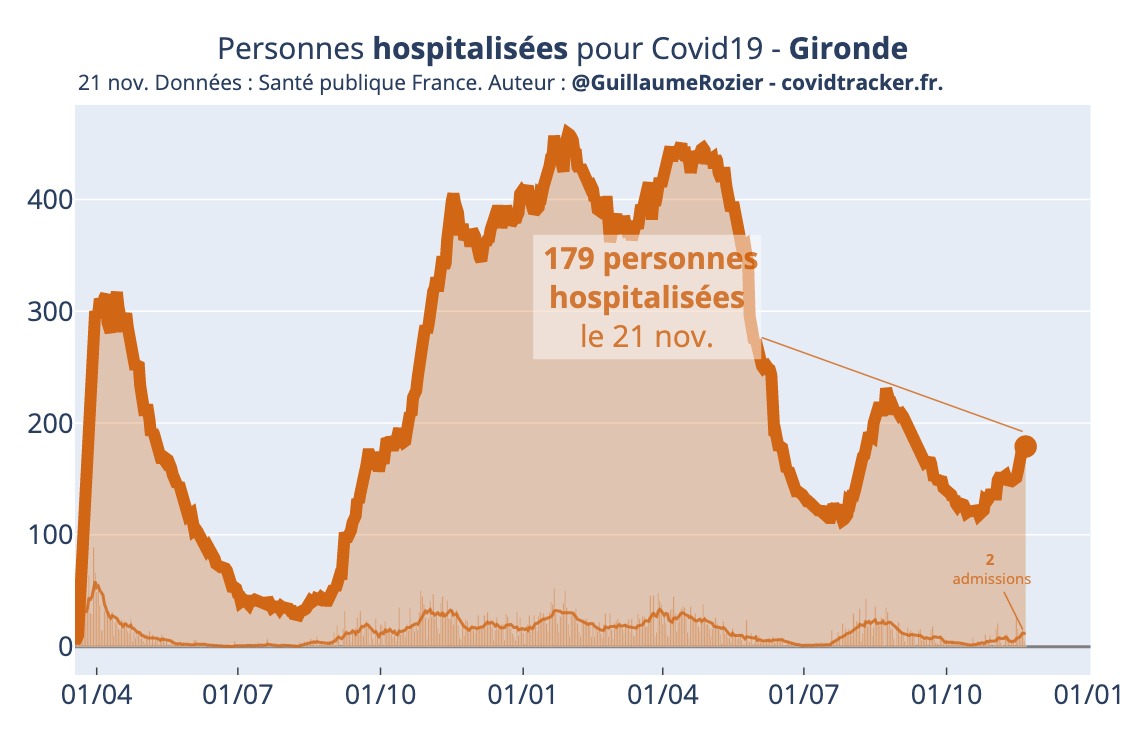 Personnes hospitalisées pour Covid19 - Gironde
21 nov. Données : Santé publique France. Auteur : @GuillaumeRozier - covidtracker.fr.
400
300
200
100
0
179 personnes
hospitalisées
le 21 nov.
2
admissions
01/04
01/07
01/10
01/01
01/04
01/07
01/10
01/01